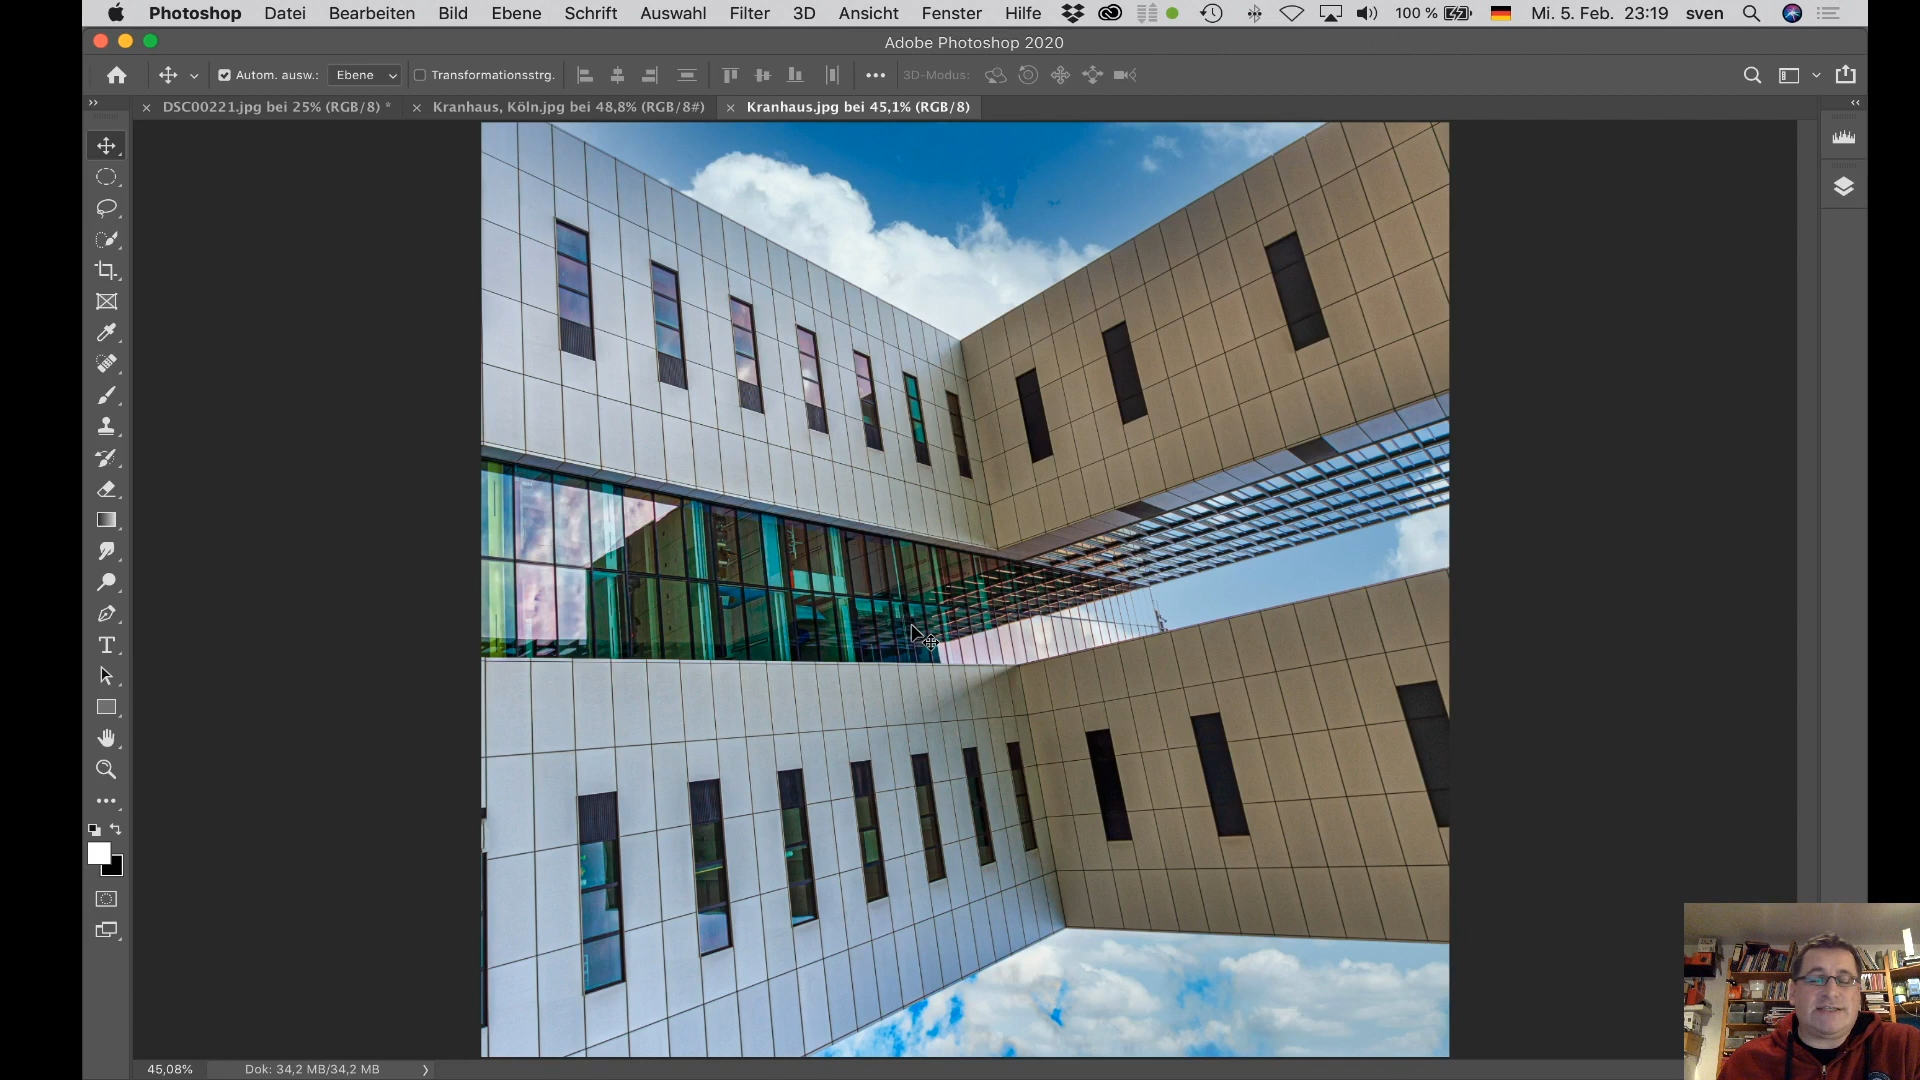 Photoshop Datei Bearbeiten Bild Ebene Schrift Auswahl Filter 3D Ansicht Fenster Hilfe 100 % Mi. 5. Feb. 23:19 sven
Adobe Photoshop 2020
Autom. ausw.: Ebene Transformationsstrg. 3D-Modus:
DSC00221.jpg bei 25% (RGB/8) * Kranhaus, Köln.jpg bei 48,8% (RGB/8#) Kranhaus.jpg bei 45,1% (RGB/8)
45,08% Dok: 34,2 MB/34,2 MB